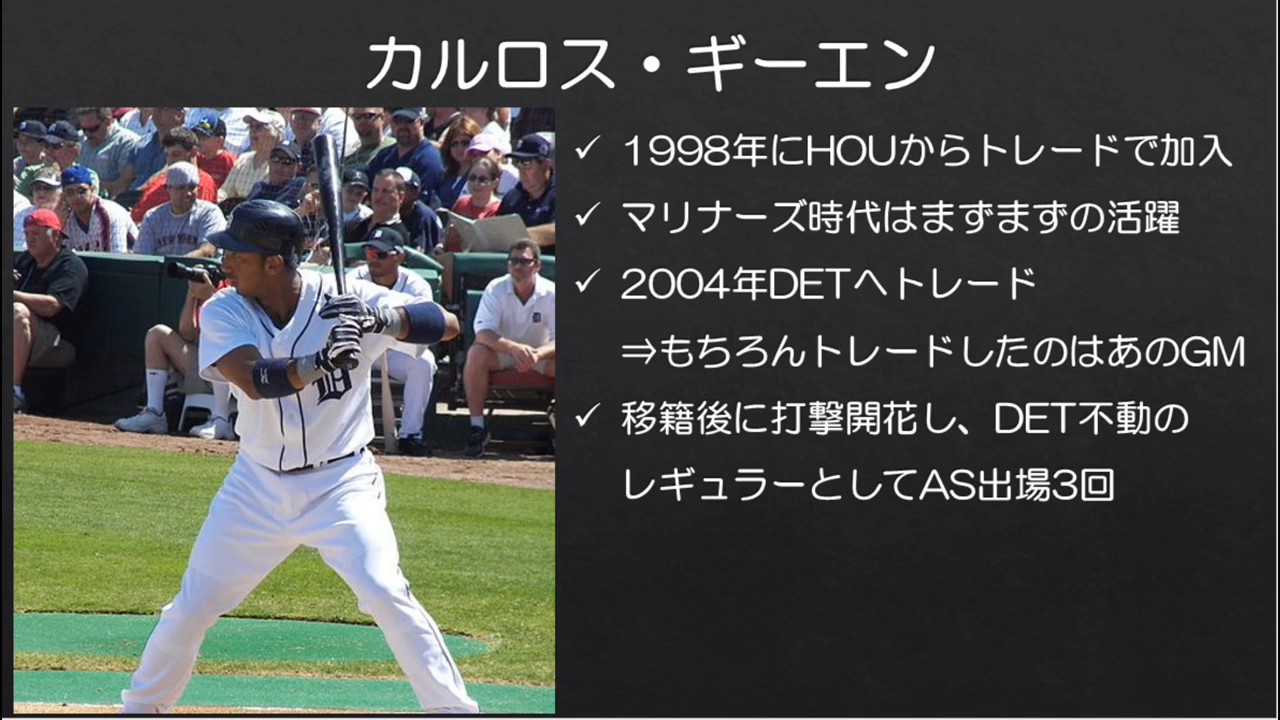 カルロス・ギーエン
✓ 1998年にHOUからトレードで加入
✓ マリナーズ時代はまずまずの活躍
✓ 2004年DETへトレード
⇒もちろんトレードしたのはあのGM
✓ 移籍後に打撃開花し、DET不動の
レギュラーとしてAS出場3回
NEW YORK
D